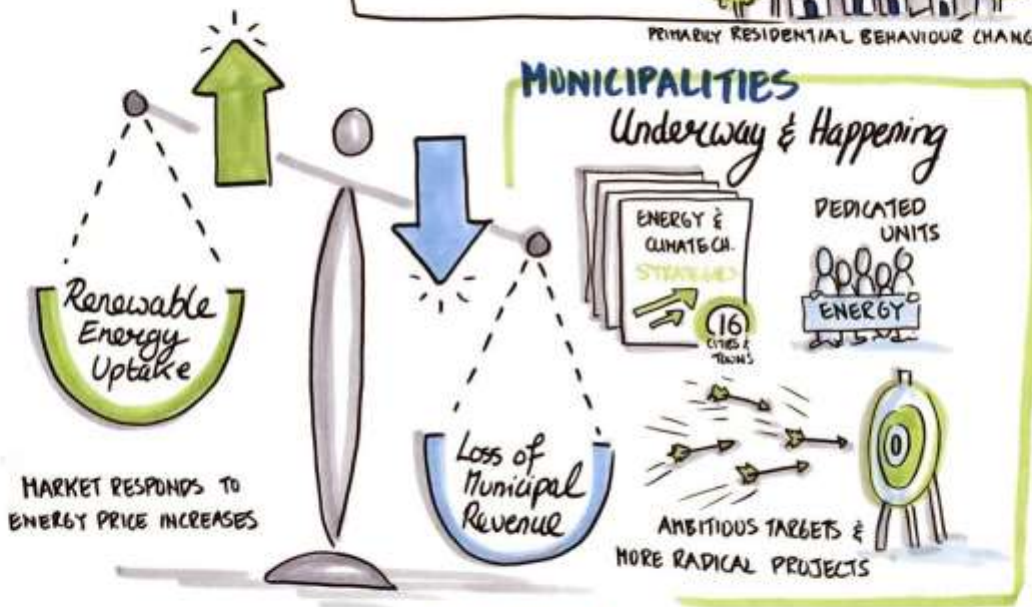 PRIMARILY RESIDENTIAL BEHAVIOUR CHANG
MUNICIPALITIES
Underway & Happening
ENERGY &
CLIMATE CH.
STRATEGIES
16
CITIES &
TOWNS
DEDICATED
UNITS
ENERGY
Renewable
Energy
Uptake
Loss of
Municipal
Revenue
MARKET RESPONDS TO
ENERGY PRICE INCREASES
AMBITIOUS TARGETS &
MORE RADICAL PROJECTS